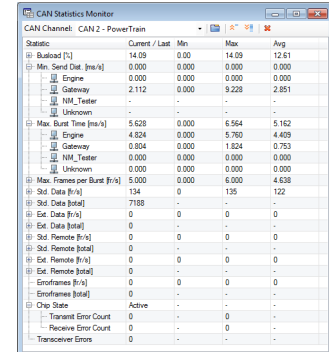 CAN Statistics Monitor
CAN Channel: CAN 2 - PowerTrain
Statistic Current / Last Min Max Avg
Busload [%] 14.09 0.00 14.09 12.61
Min. Send Dist. [ms/s] 0.000 0.000 0.000 0.000
Engine 0.000 0.000 0.000 0.000
Gateway 2.112 0.000 9.228 2.851
NM_Tester - - - -
Unknown - - - -
Max. Burst Time [ms/s] 5.628 0.000 6.564 5.162
Engine 4.824 0.000 5.760 4.409
Gateway 0.804 0.000 1.824 0.753
NM_Tester 0.000 0.000 0.000 0.000
Unknown 0.000 0.000 0.000 0.000
Max. Frames per Burst [fr/s] 5.000 0.000 6.000 4.638
Std. Data [fr/s] 134 0 135 122
Std. Data [total] 7188 - - -
Ext. Data [fr/s] 0 0 0 0
Ext. Data [total] 0 - - -
Std. Remote [fr/s] 0 0 0 0
Std. Remote [total] 0 - - -
Ext. Remote [fr/s] 0 0 0 0
Ext. Remote [total] 0 - - -
Errorframes [fr/s] 0 0 0 0
Errorframes [total] 0 - - -
Chip State Active - - -
Transmit Error Count 0 - 0 -
Receive Error Count 0 - 0 -
Transceiver Errors 0 - - -